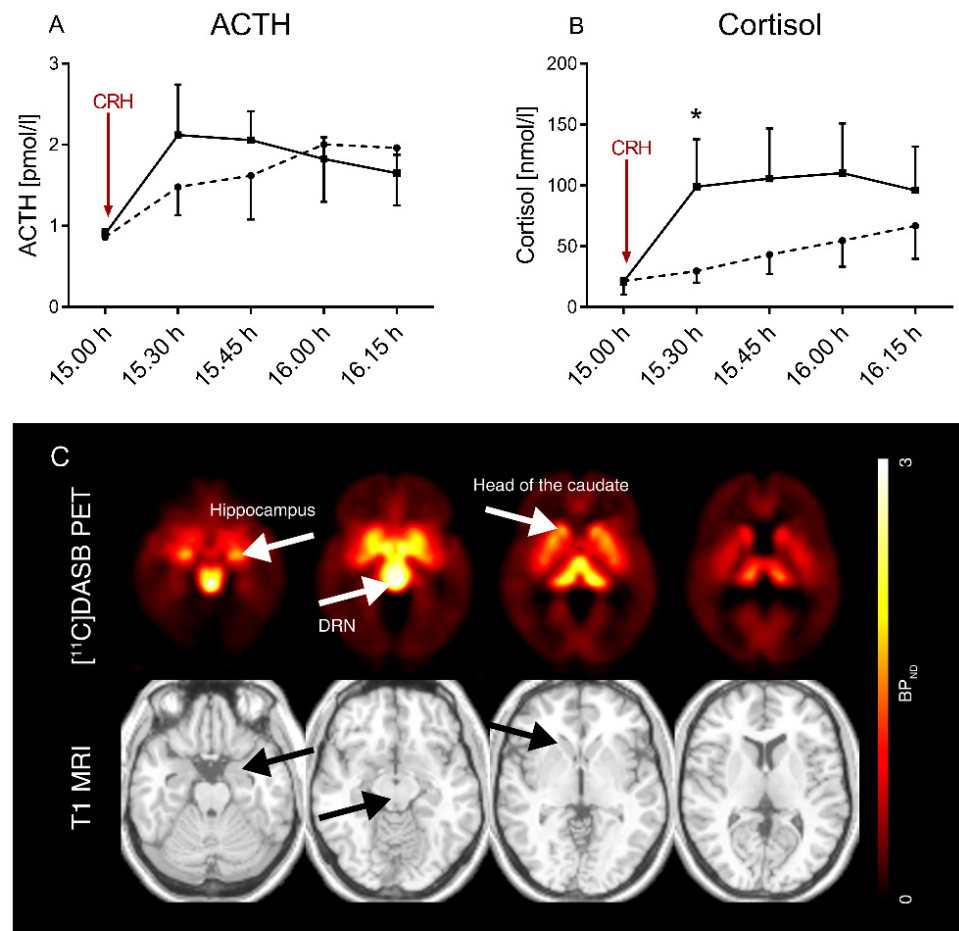 A
ACTH
ACTH [pmol/l]
3
2
1
0
CRH
15.00 h
15.30 h
15.45 h
16.00 h
16.15 h
B
Cortisol
Cortisol [nmol/l]
200
150
100
50
0
CRH
*
15.00 h
15.30 h
15.45 h
16.00 h
16.15 h
C
[¹¹C]DASB PET
Hippocampus
DRN
Head of the caudate
T1 MRI
3
BP_ND
0